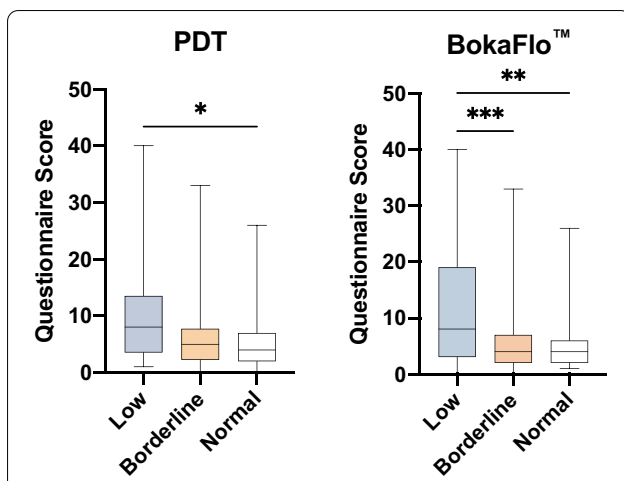 PDT
50
40
30
20
10
0
Questionnaire Score
*
Low
Borderline
Normal
BokaFlo™
50
40
30
20
10
0
Questionnaire Score
**
***
Low
Borderline
Normal